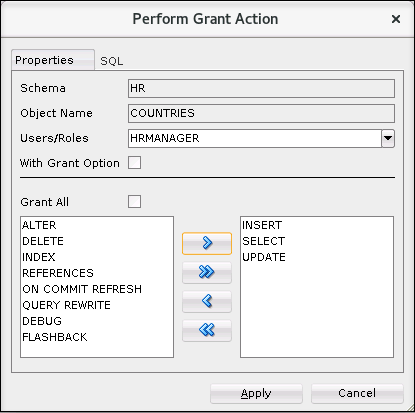 Perform Grant Action
Properties SQL
Schema HR
Object Name COUNTRIES
Users/Roles HRMANAGER
With Grant Option
Grant All
ALTER
DELETE
INDEX
REFERENCES
ON COMMIT REFRESH
QUERY REWRITE
DEBUG
FLASHBACK
INSERT
SELECT
UPDATE
Apply Cancel